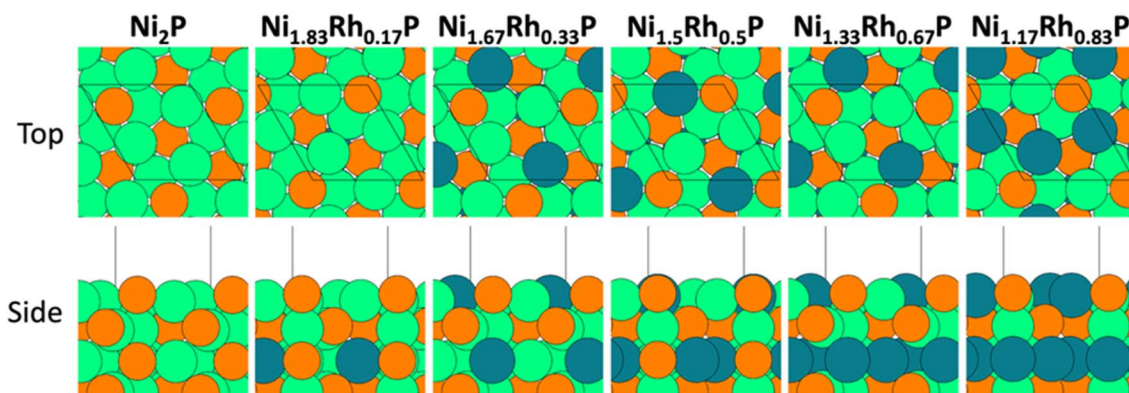 Ni₂P Ni₁.₈₃Rh₀.₁₇P Ni₁.₆₇Rh₀.₃₃P Ni₁.₅Rh₀.₅P Ni₁.₃₃Rh₀.₆₇P Ni₁.₁₇Rh₀.₈₃P
Top
Side